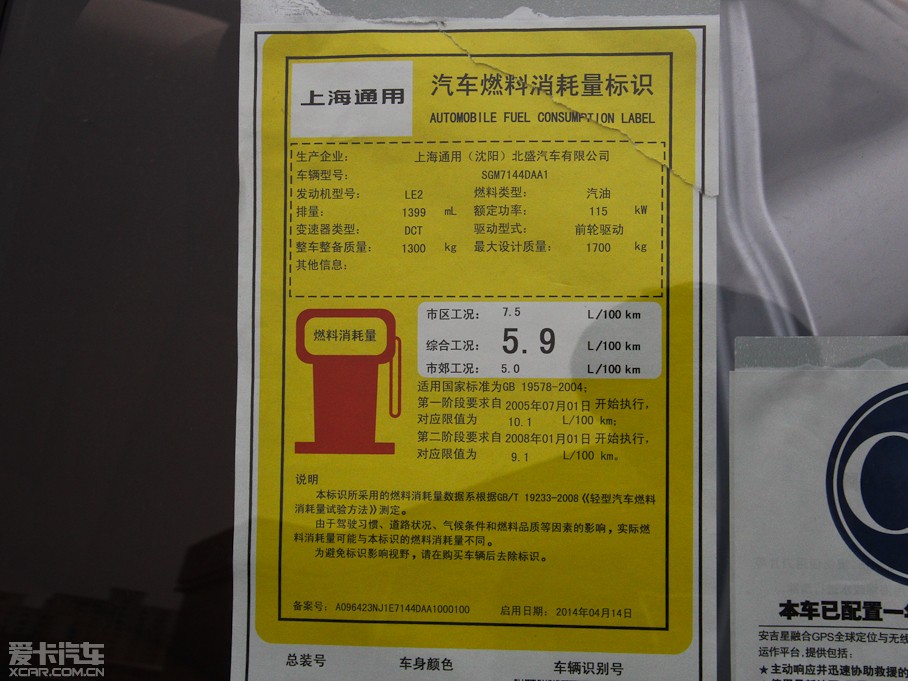 上海通用
汽车燃料消耗量标识
AUTOMOBILE FUEL CONSUMPTION LABEL
生产企业: 上海通用(沈阳)北盛汽车有限公司
车辆型号: SGM7144DAA1
发动机型号: LE2 燃料类型: 汽油
排量: 1399 mL 额定功率: 115 kW
变速器类型: DCT 驱动型式: 前轮驱动
整车整备质量: 1300 kg 最大设计质量: 1700 kg
其他信息:
燃料消耗量
市区工况: 7.5 L/100 km
综合工况: 5.9 L/100 km
市郊工况: 5.0 L/100 km
适用国家标准为GB 19578-2004;
第一阶段要求自 2005年07月01日 开始执行,
对应限值为 10.1 L/100 km;
第二阶段要求自 2008年01月01日 开始执行,
对应限值为 9.1 L/100 km。
说明
本标识所采用的燃料消耗量数据系根据GB/T 19233-2008《轻型汽车燃料
消耗量试验方法》测定。
由于驾驶习惯、道路状况、气候条件和燃料品质等因素的影响,实际燃
料消耗量可能与本标识的燃料消耗量不同。
为避免标识影响视野,请在购买车辆后去除标识。
备案号: A096423NJ1E7144DAA1000100 启用日期: 2014年04月14日
总装号 车身颜色 车辆识别号
本车已配置一
安吉星融合GPS全球定位与无线
运作平台,提供包括:
★主动响应并迅速协助救援的
爱卡汽车
XCAR.COM.CN